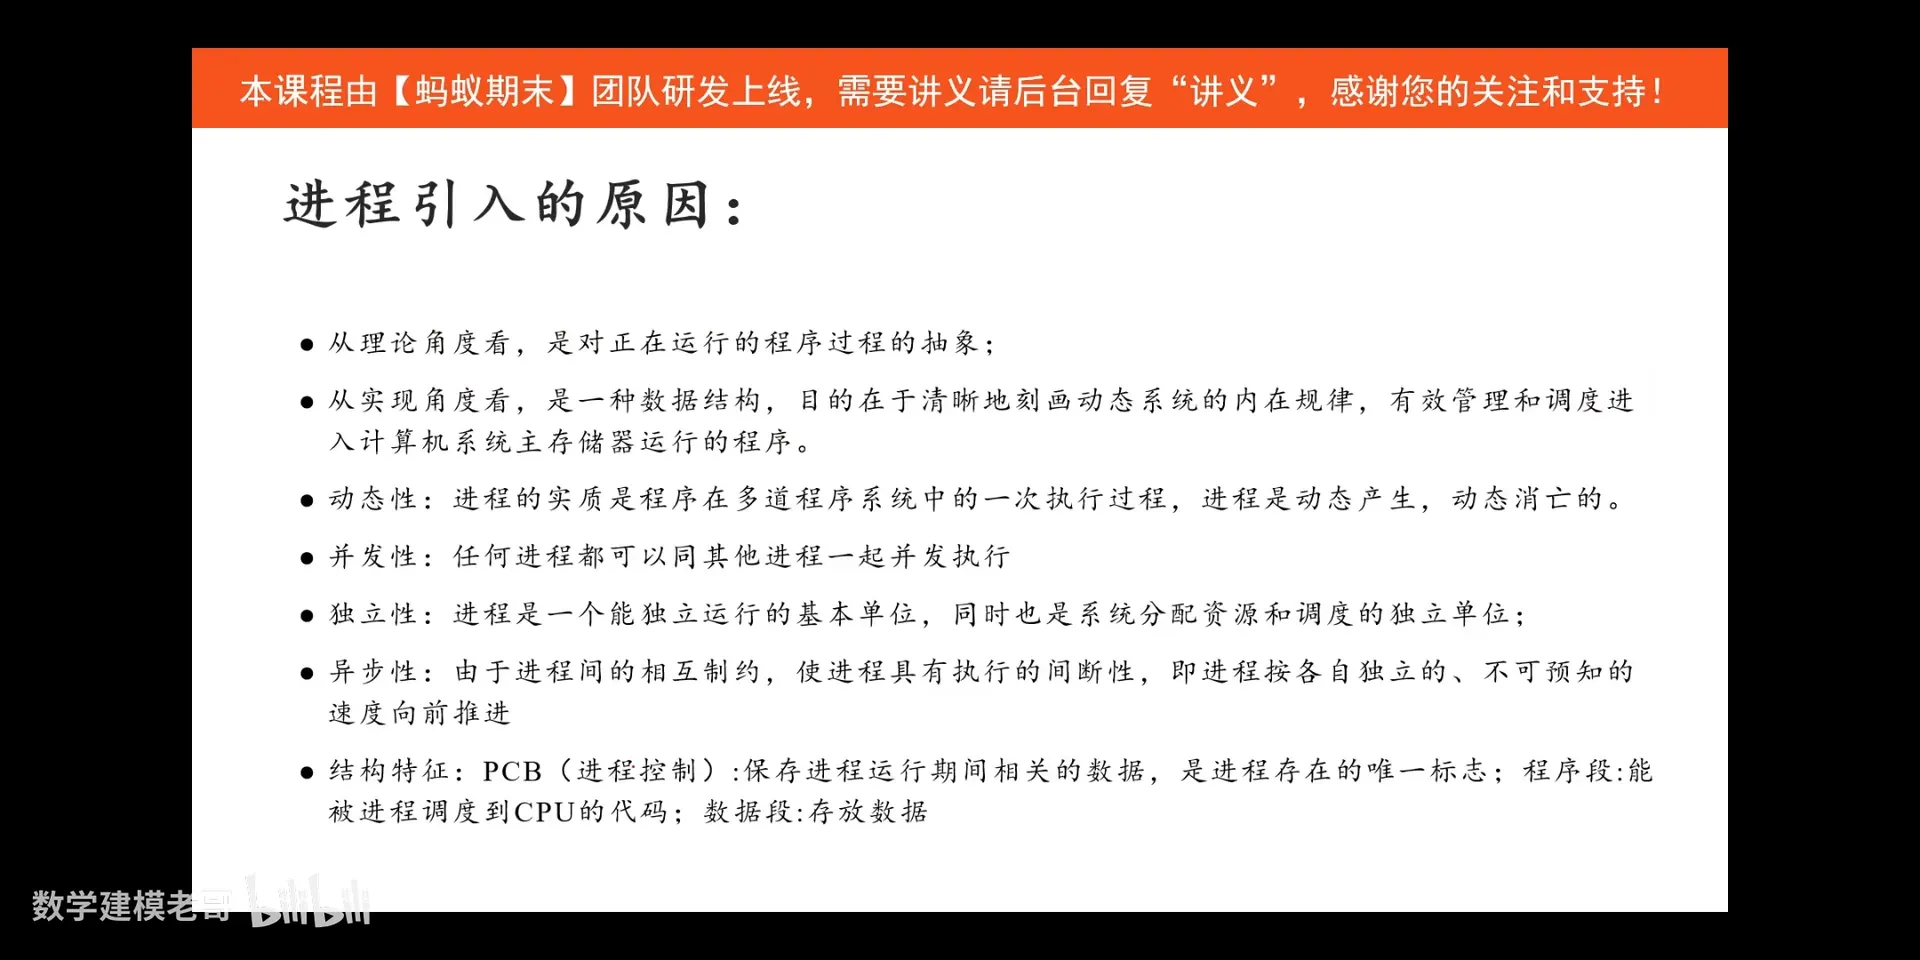 本课程由【蚂蚁期末】团队研发上线，需要讲义请后台回复“讲义”，感谢您的关注和支持！
进程引入的原因：
● 从理论角度看，是对正在运行的程序过程的抽象；
● 从实现角度看，是一种数据结构，目的在于清晰地刻画动态系统的内在规律，有效管理和调度进
入计算机系统主存储器运行的程序。
● 动态性：进程的实质是程序在多道程序系统中的一次执行过程，进程是动态产生，动态消亡的。
● 并发性：任何进程都可以同其他进程一起并发执行
● 独立性：进程是一个能独立运行的基本单位，同时也是系统分配资源和调度的独立单位；
● 异步性：由于进程间的相互制约，使进程具有执行的间断性，即进程按各自独立的、不可预知的
速度向前推进
● 结构特征：PCB（进程控制）:保存进程运行期间相关的数据，是进程存在的唯一标志；程序段:能
被进程调度到CPU的代码；数据段:存放数据
数学建模老哥 bilibili